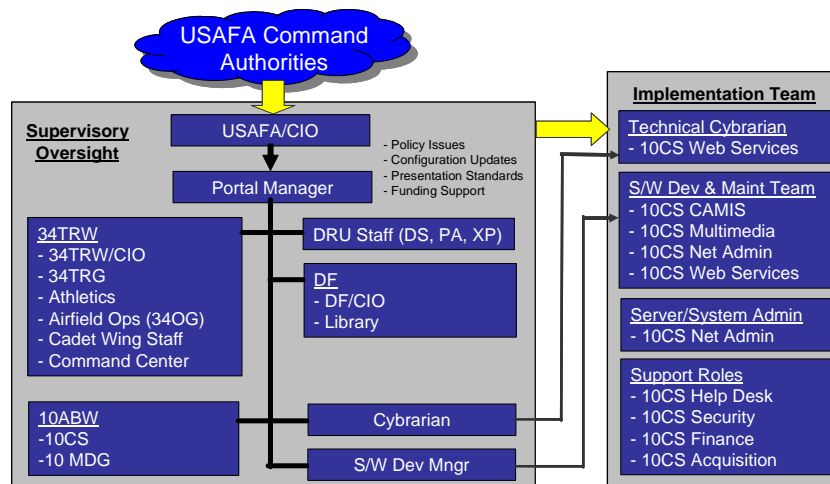 USAFA Command
Authorities
Supervisory
Oversight
USAFA/CIO
- Policy Issues
- Configuration Updates
- Presentation Standards
- Funding Support
Portal Manager
34TRW
- 34TRW/CIO
- 34TRG
- Athletics
- Airfield Ops (34OG)
- Cadet Wing Staff
- Command Center
DRU Staff (DS, PA, XP)
DF
- DF/CIO
- Library
10ABW
-10CS
-10 MDG
Cybrarian
S/W Dev Mngr
Implementation Team
Technical Cybrarian
- 10CS Web Services
S/W Dev & Maint Team
- 10CS CAMIS
- 10CS Multimedia
- 10CS Net Admin
- 10CS Web Services
Server/System Admin
- 10CS Net Admin
Support Roles
- 10CS Help Desk
- 10CS Security
- 10CS Finance
- 10CS Acquisition